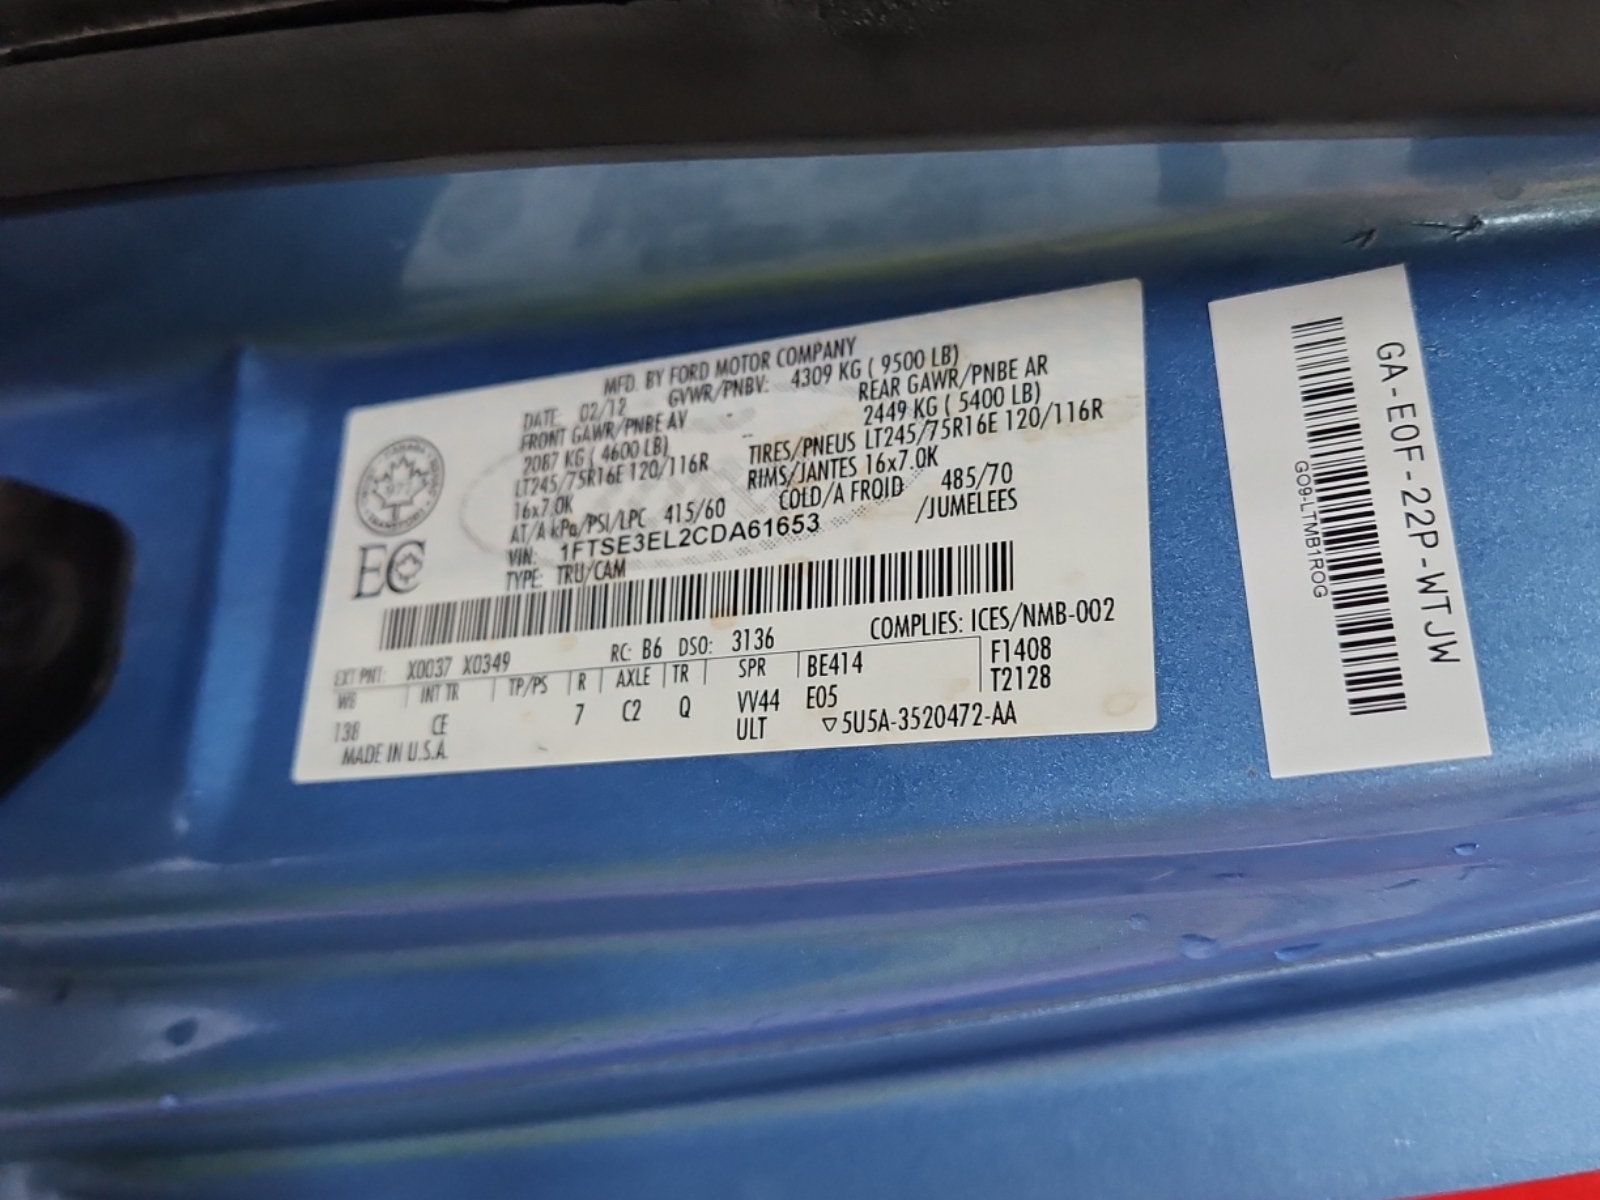 MFD. BY FORD MOTOR COMPANY
DATE: 02/12 GVWR/PNBV: 4309 KG ( 9500 LB)
FRONT GAWR/PNBE AV REAR GAWR/PNBE AR
2087 KG ( 4600 LB) 2449 KG ( 5400 LB)
LT245/75R16E 120/116R TIRES/PNEUS LT245/75R16E 120/116R
16x7.0K RIMS/JANTES 16x7.0K
AT/A kPa/PSI/LPC 415/60 COLD/A FROID 485/70
VIN: 1FTSE3EL2CDA61653 /JUMELEES
TYPE: TRU/CAM
EC
COMPLIES: ICES/NMB-002
EXT PNT: X0037 X0349 RC: B6 DSO: 3136
WB INT TR TP/PS R AXLE TR SPR BE414 F1408
138 CE 7 C2 Q VV44 E05 T2128
MADE IN U.S.A. ULT ▽5U5A-3520472-AA
GA-E0F-22P-WTJW
GO9-LTMB1ROG